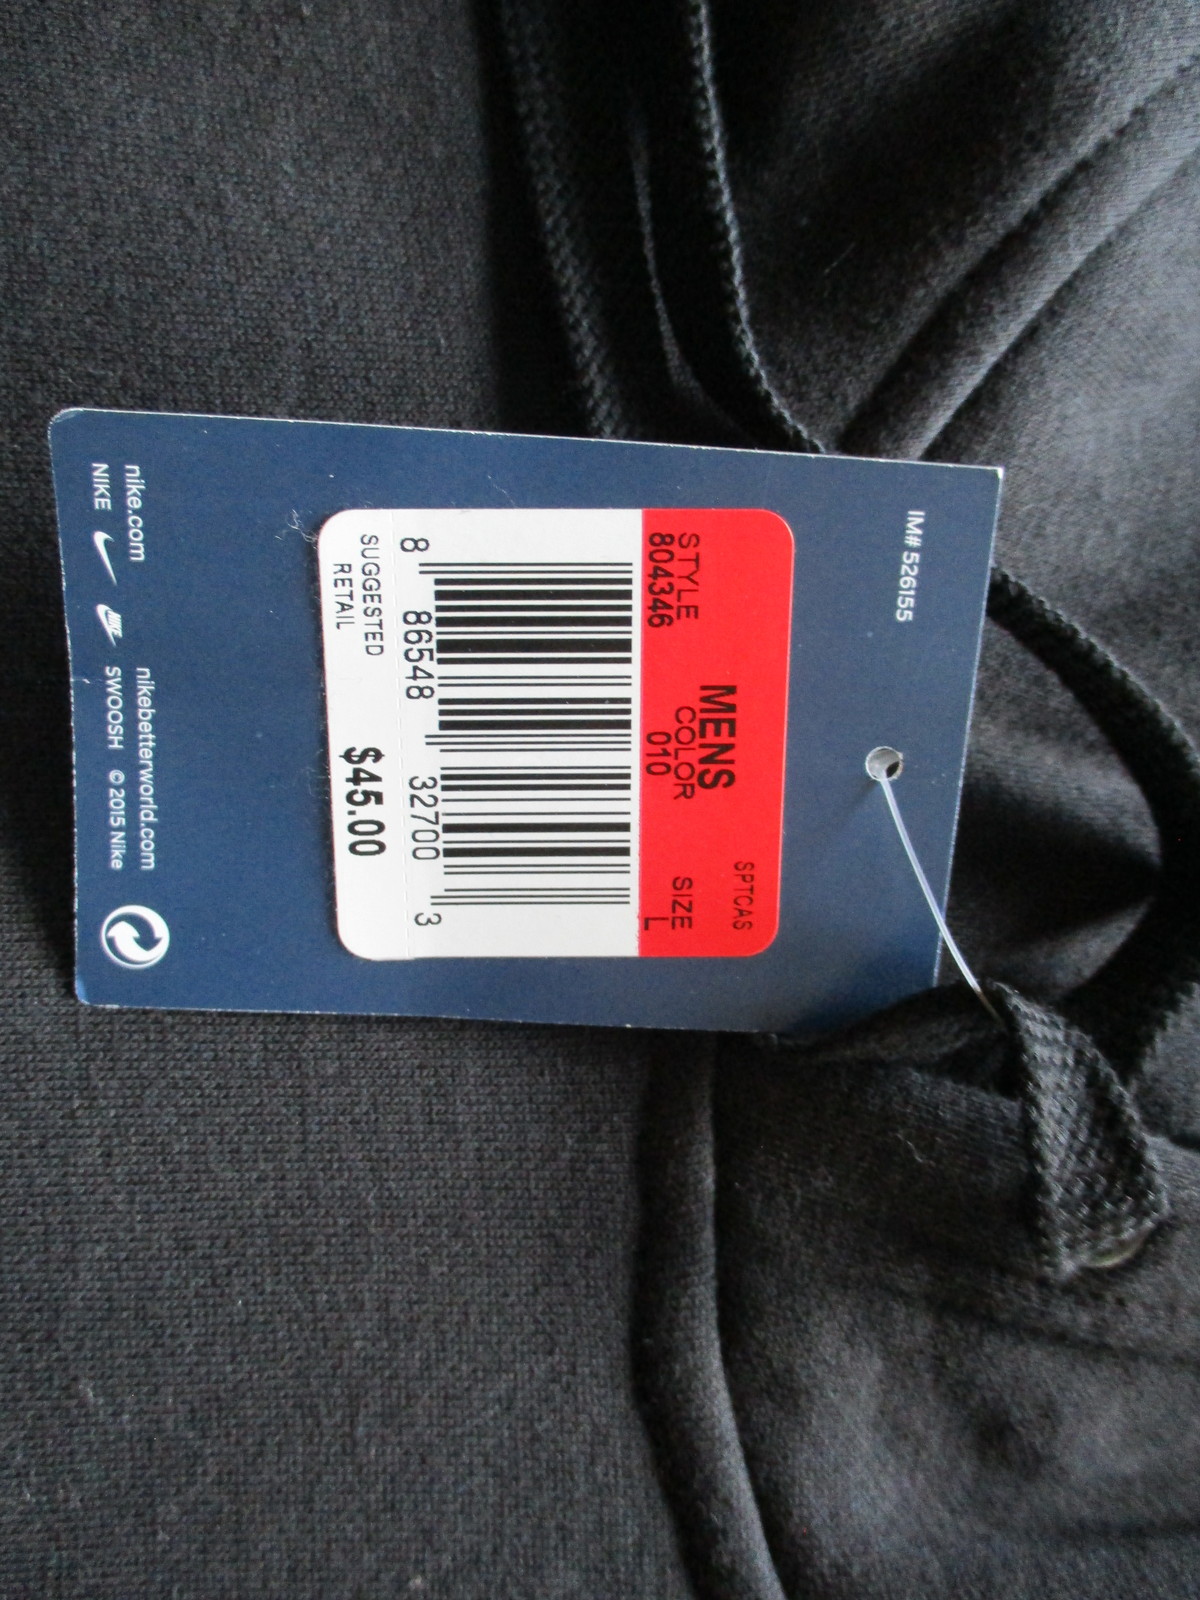 IM# 526155
SPTCAS
MENS
STYLE COLOR SIZE
804346 010 L
8 86548 32700 3
SUGGESTED
RETAIL
$45.00
nikebetterworld.com
nike.com
SWOOSH © 2015 Nike
NIKE
NIKE